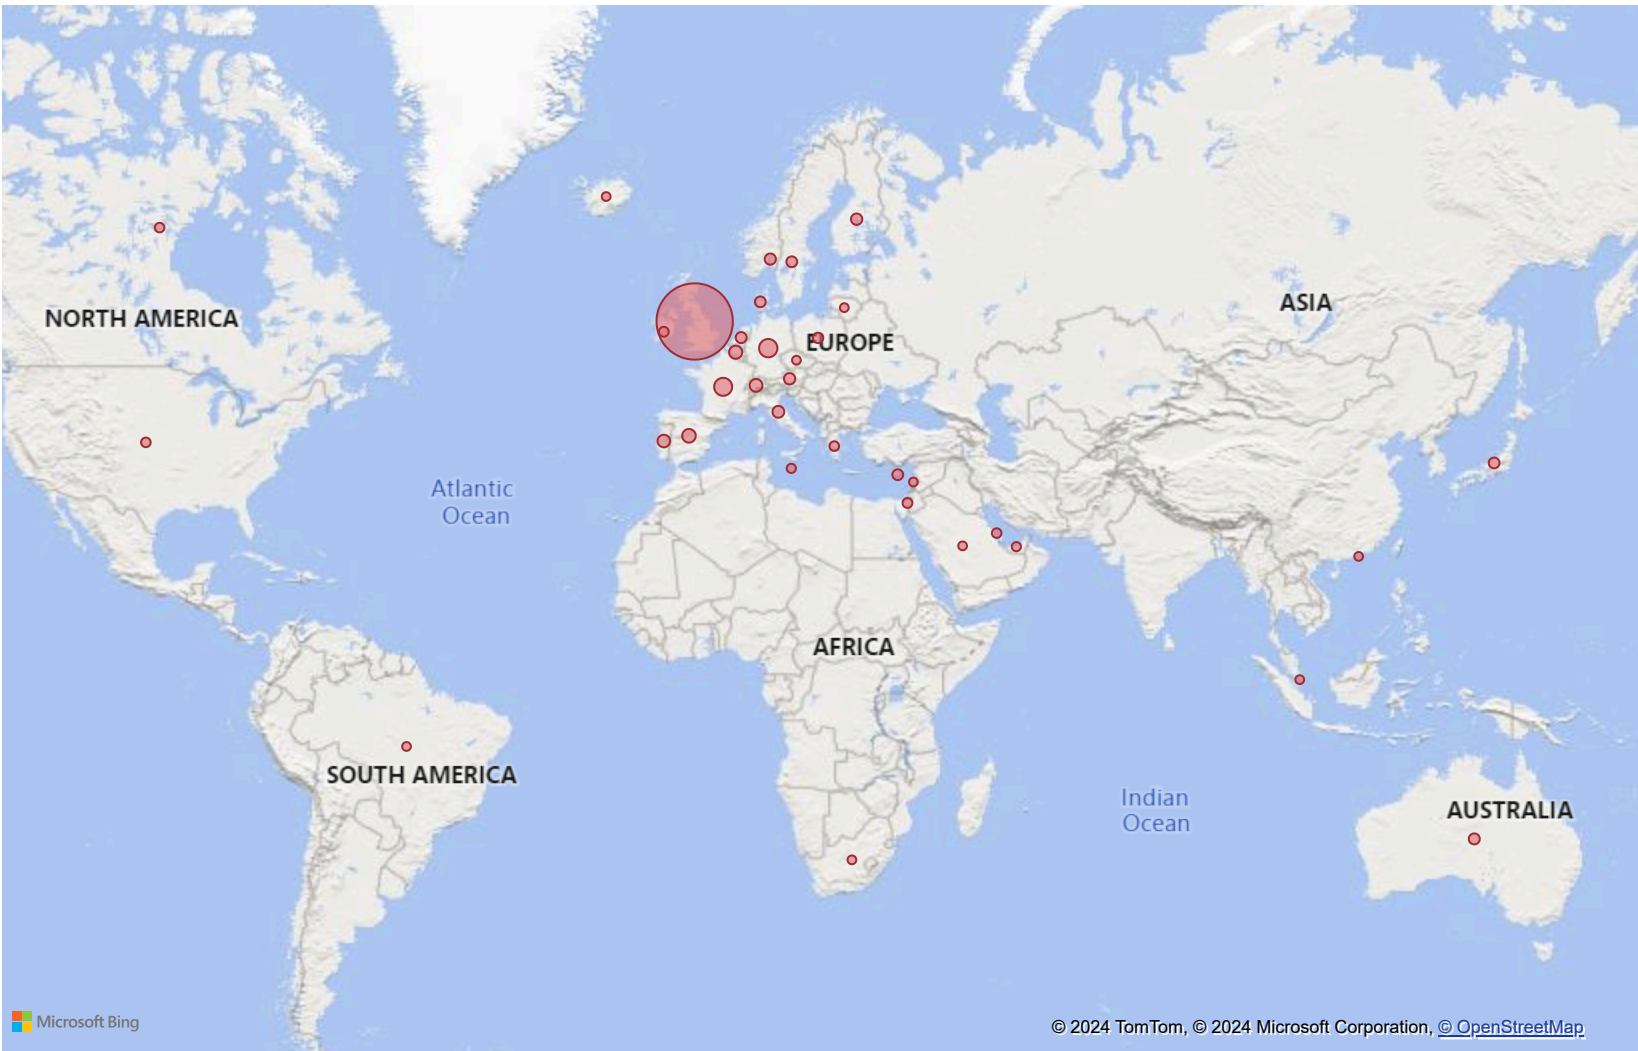 NORTH AMERICA
ASIA
EUROPE
Atlantic
Ocean
AFRICA
SOUTH AMERICA
Indian
Ocean
AUSTRALIA
Microsoft Bing
© 2024 TomTom, © 2024 Microsoft Corporation, © OpenStreetMap